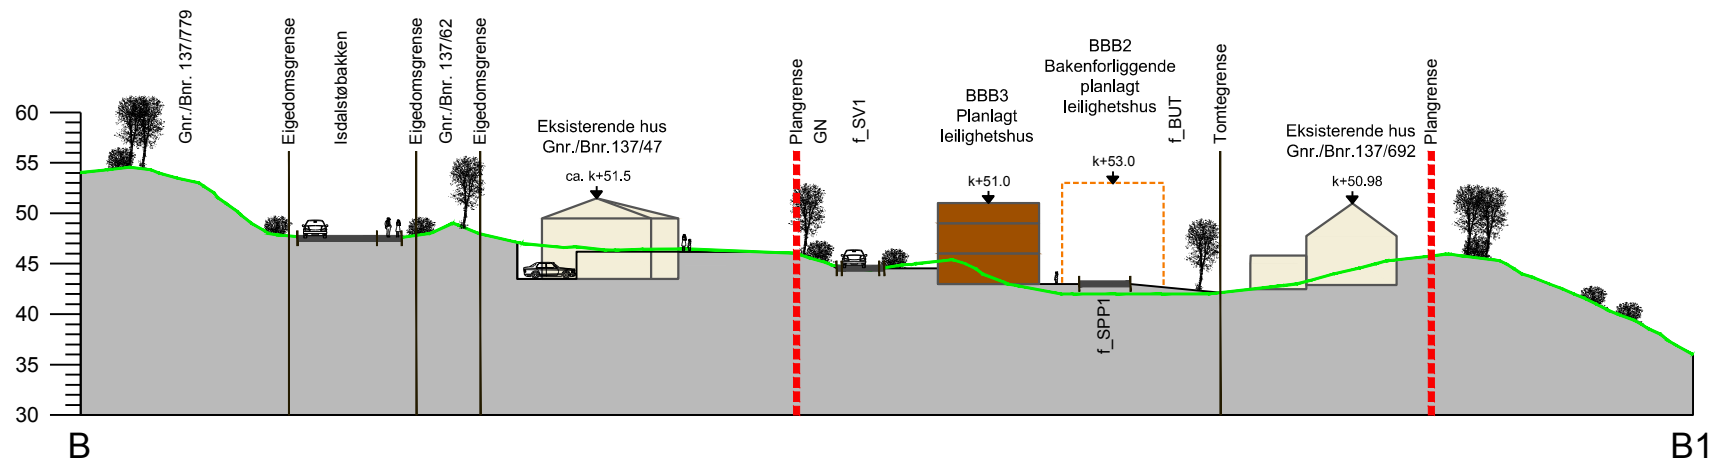 Gnr./Bnr. 137/779
Eigedomsgrense
Isdalstøbakken
Eigedomsgrense
Gnr./Bnr. 137/62
Eigedomsgrense
Eksisterende hus
Gnr./Bnr.137/47
ca. k+51.5
Plangrense
GN
f_SV1
BBB3
Planlagt
leilighetshus
k+51.0
BBB2
Bakenforliggende
planlagt
leilighetshus
k+53.0
f_SPP1
f_BUT
Tomtegrense
Eksisterende hus
Gnr./Bnr.137/692
k+50.98
Plangrense
60
55
50
45
40
35
30
B
B1